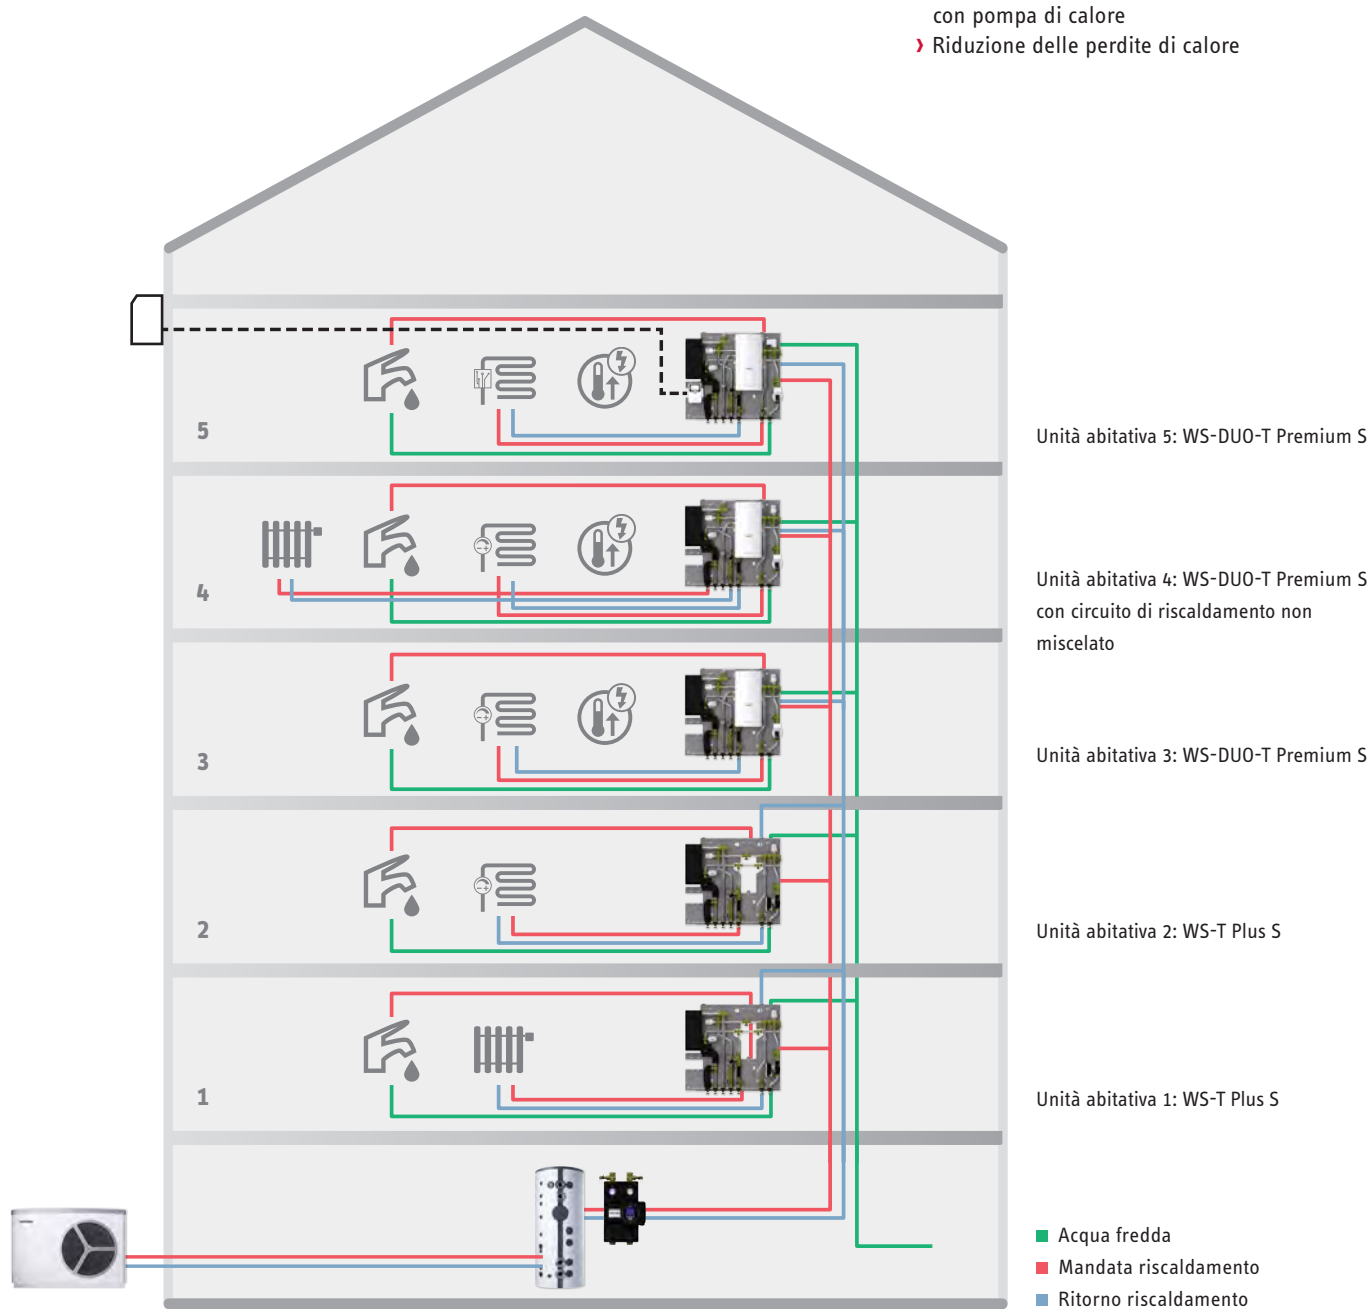 con pompa di calore
› Riduzione delle perdite di calore
5
Unità abitativa 5: WS-DUO-T Premium S
4
Unità abitativa 4: WS-DUO-T Premium S
con circuito di riscaldamento non
miscelato
3
Unità abitativa 3: WS-DUO-T Premium S
2
Unità abitativa 2: WS-T Plus S
1
Unità abitativa 1: WS-T Plus S
Acqua fredda
Mandata riscaldamento
Ritorno riscaldamento